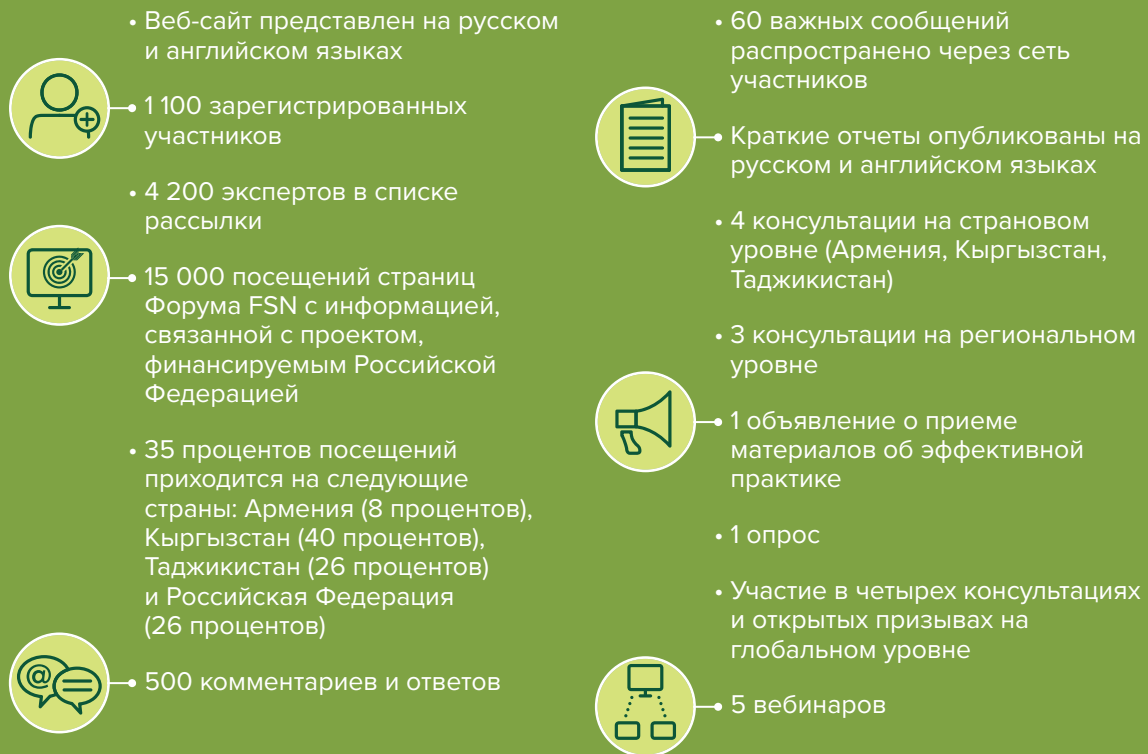 • Веб-сайт представлен на русском
и английском языках
• 1 100 зарегистрированных
участников
• 4 200 экспертов в списке
рассылки
• 15 000 посещений страниц
Форума FSN с информацией,
связанной с проектом,
финансируемым Российской
Федерацией
• 35 процентов посещений
приходится на следующие
страны: Армения (8 процентов),
Кыргызстан (40 процентов),
Таджикистан (26 процентов)
и Российская Федерация
(26 процентов)
@
• 500 комментариев и ответов
• 60 важных сообщений
распространено через сеть
участников
• Краткие отчеты опубликованы на
русском и английском языках
• 4 консультации на страновом
уровне (Армения, Кыргызстан,
Таджикистан)
• 3 консультации на региональном
уровне
• 1 объявление о приеме
материалов об эффективной
практике
• 1 опрос
• Участие в четырех консультациях
и открытых призывах на
глобальном уровне
• 5 вебинаров